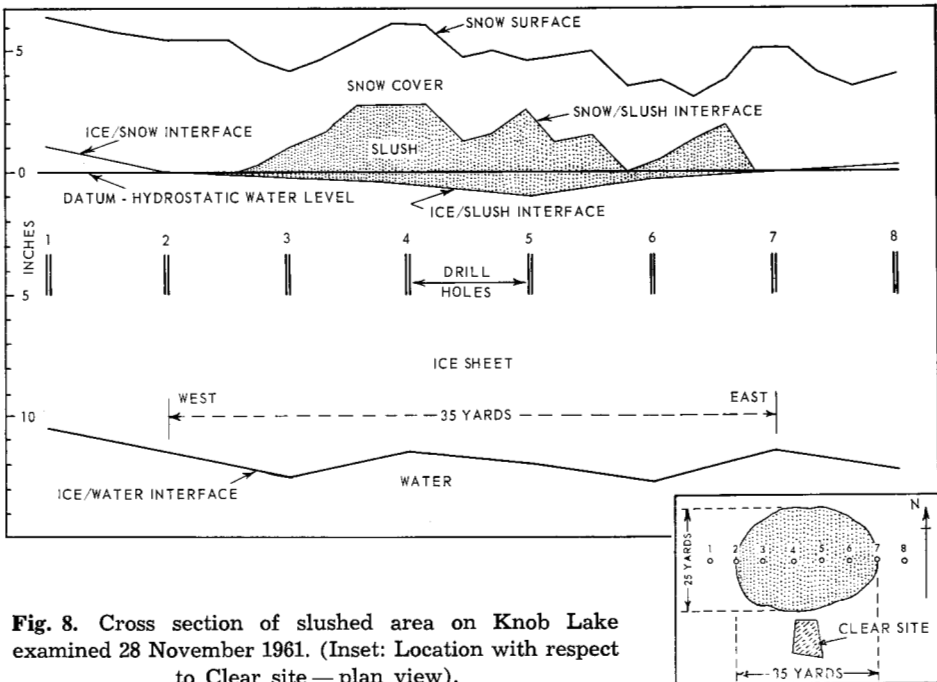 SNOW SURFACE
5
SNOW COVER
SNOW/SLUSH INTERFACE
ICE/SNOW INTERFACE
SLUSH
0
DATUM - HYDROSTATIC WATER LEVEL
ICE/SLUSH INTERFACE
INCHES
1 2 3 4 5 6 7 8
DRILL
HOLES
5
ICE SHEET
WEST
EAST
10
35 YARDS
ICE/WATER INTERFACE
WATER
N
25 YARDS
1 2 3 4 5 6 7 8
CLEAR SITE
35 YARDS
Fig. 8. Cross section of slushed area on Knob Lake
examined 28 November 1961. (Inset: Location with respect
to Clear site — plan view).